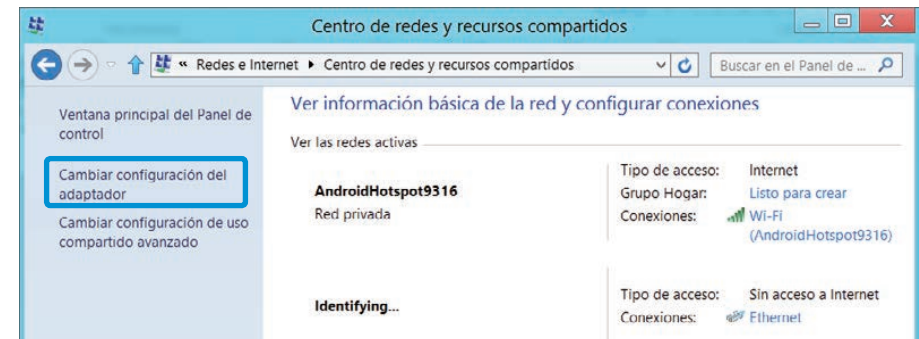 Centro de redes y recursos compartidos
« Redes e Internet ▸ Centro de redes y recursos compartidos
Buscar en el Panel de ...
Ventana principal del Panel de
control
Cambiar configuración del
adaptador
Cambiar configuración de uso
compartido avanzado
Ver información básica de la red y configurar conexiones
Ver las redes activas
AndroidHotspot9316
Red privada
Tipo de acceso: Internet
Grupo Hogar: Listo para crear
Conexiones: Wi-Fi
(AndroidHotspot9316)
Identifying...
Tipo de acceso: Sin acceso a Internet
Conexiones: Ethernet